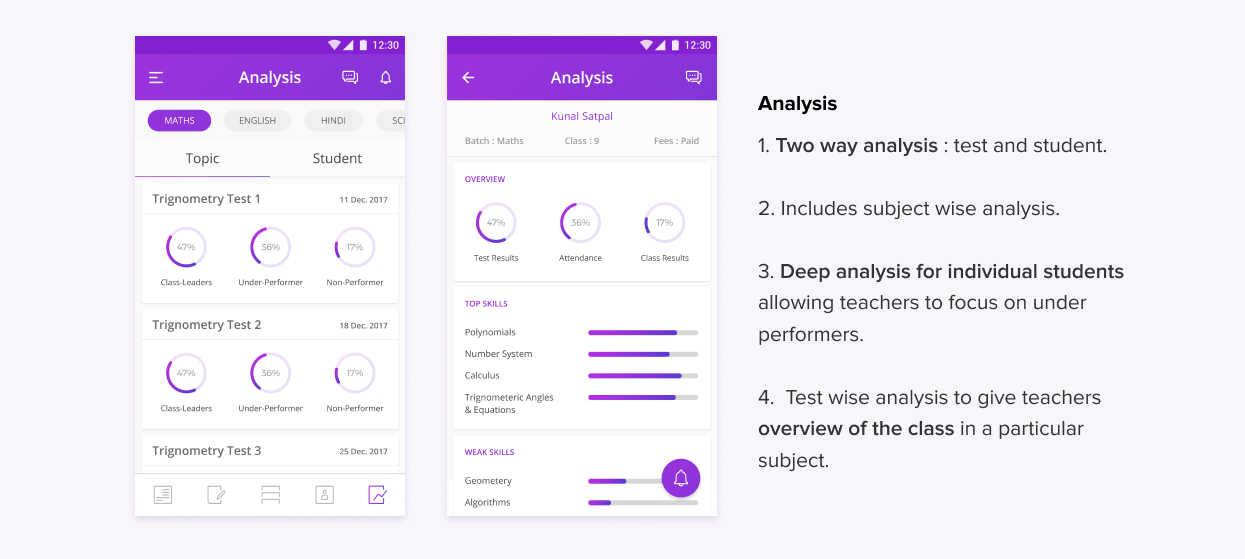 12:30
Analysis
MATHS ENGLISH HINDI SCI
Topic Student
Trignometry Test 1 11 Dec. 2017
47% 36% 17%
Class-Leaders Under-Performer Non-Performer
Trignometry Test 2 18 Dec. 2017
47% 36% 17%
Class-Leaders Under-Performer Non-Performer
Trignometry Test 3 25 Dec. 2017
12:30
Analysis
Kunal Satpal
Batch : Maths Class : 9 Fees : Paid
OVERVIEW
47% 36% 17%
Test Results Attendance Class Results
TOP SKILLS
Polynomials
Number System
Calculus
Trignometeric Angles
& Equations
WEAK SKILLS
Geometery
Algorithms
Analysis
1. Two way analysis : test and student.
2. Includes subject wise analysis.
3. Deep analysis for individual students
allowing teachers to focus on under
performers.
4. Test wise analysis to give teachers
overview of the class in a particular
subject.